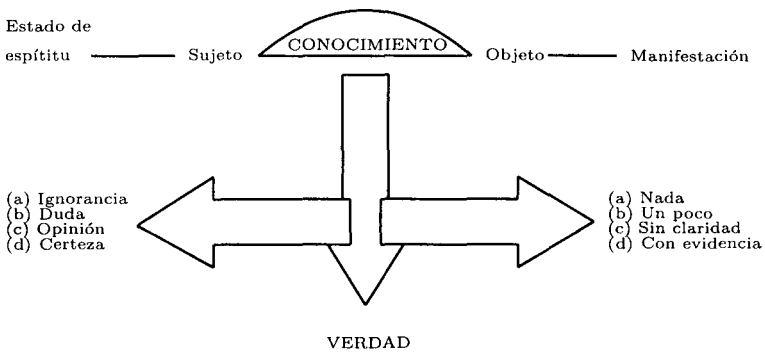 Estado de
espítitu Sujeto CONOCIMIENTO Objeto Manifestación
(a) Ignorancia
(b) Duda
(c) Opinión
(d) Certeza
(a) Nada
(b) Un poco
(c) Sin claridad
(d) Con evidencia
VERDAD